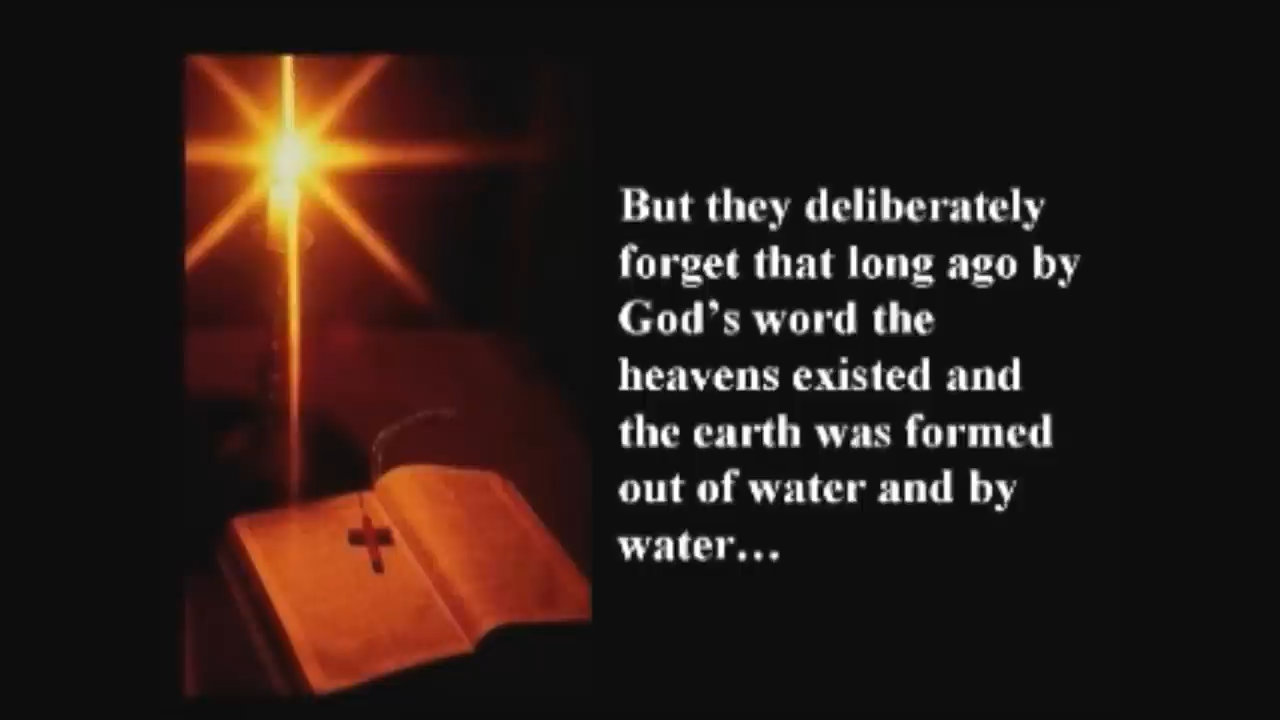 But they deliberately
forget that long ago by
God’s word the
heavens existed and
the earth was formed
out of water and by
water…